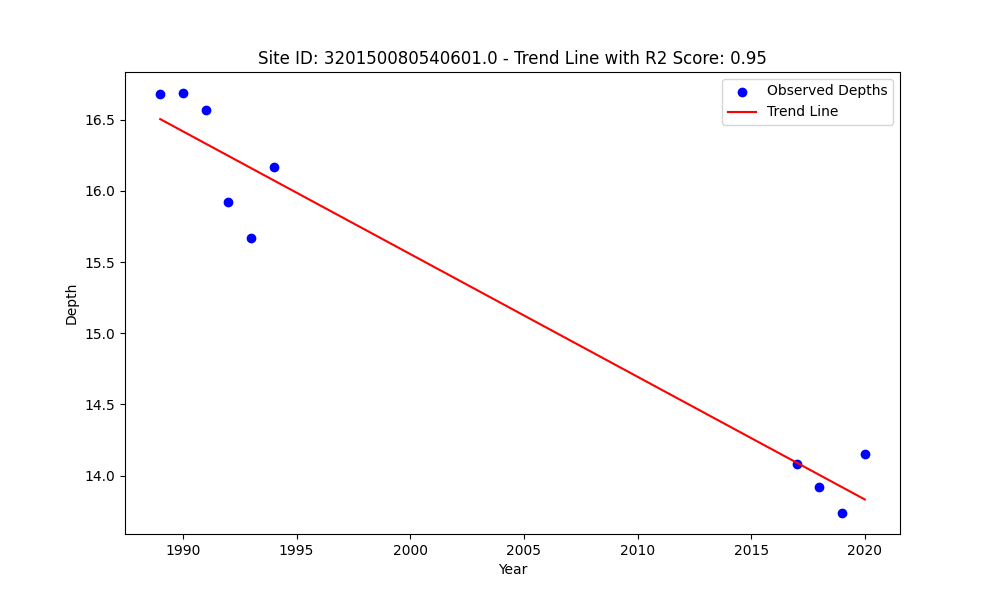 Site ID: 320150080540601.0 - Trend Line with R2 Score: 0.95
Observed Depths
Trend Line
Depth
16.5
16.0
15.5
15.0
14.5
14.0
1990
1995
2000
2005
2010
2015
2020
Year